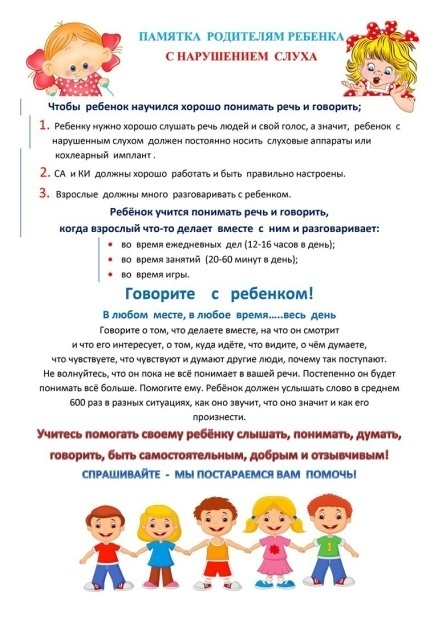 ПАМЯТКА РОДИТЕЛЯМ РЕБЕНКА
С НАРУШЕНИЕМ СЛУХА
Чтобы ребенок научился хорошо понимать речь и говорить;
1. Ребенку нужно хорошо слушать речь людей и свой голос, а значит, ребенок с
нарушенным слухом должен постоянно носить слуховые аппараты или
кохлеарный имплант .
2. СА и КИ должны хорошо работать и быть правильно настроены.
3. Взрослые должны много разговаривать с ребенком.
Ребёнок учится понимать речь и говорить,
когда взрослый что-то делает вместе с ним и разговаривает:
• во время ежедневных дел (12-16 часов в день);
• во время занятий (20-60 минут в день);
• во время игры.
Говорите с ребенком!
В любом месте, в любое время…..весь день
Говорите о том, что делаете вместе, на что он смотрит
и что его интересует, о том, куда идёте, что видите, о чём думаете,
что чувствуете, что чувствуют и думают другие люди, почему так поступают.
Не волнуйтесь, что он пока не всё понимает в вашей речи. Постепенно он будет
понимать всё больше. Помогите ему. Ребёнок должен услышать слово в среднем
600 раз в разных ситуациях, как оно звучит, что оно значит и как его
произнести.
Учитесь помогать своему ребёнку слышать, понимать, думать,
говорить, быть самостоятельным, добрым и отзывчивым!
СПРАШИВАЙТЕ - МЫ ПОСТАРАЕМСЯ ВАМ ПОМОЧЬ!
1